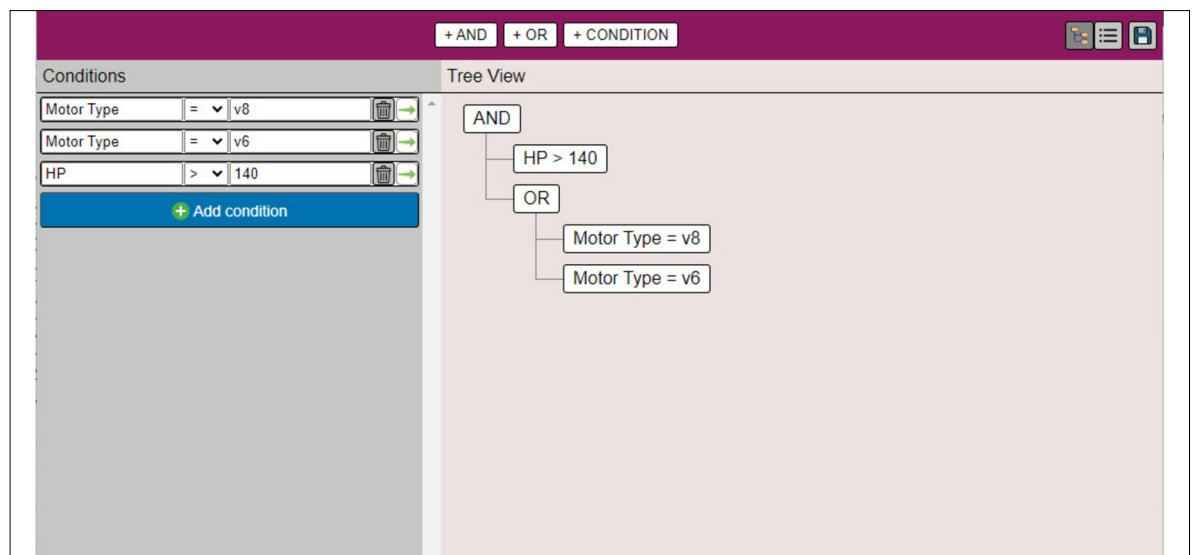 + AND + OR + CONDITION
Conditions
Motor Type = v8
Motor Type = v6
HP > 140
Add condition
Tree View
AND
HP > 140
OR
Motor Type = v8
Motor Type = v6